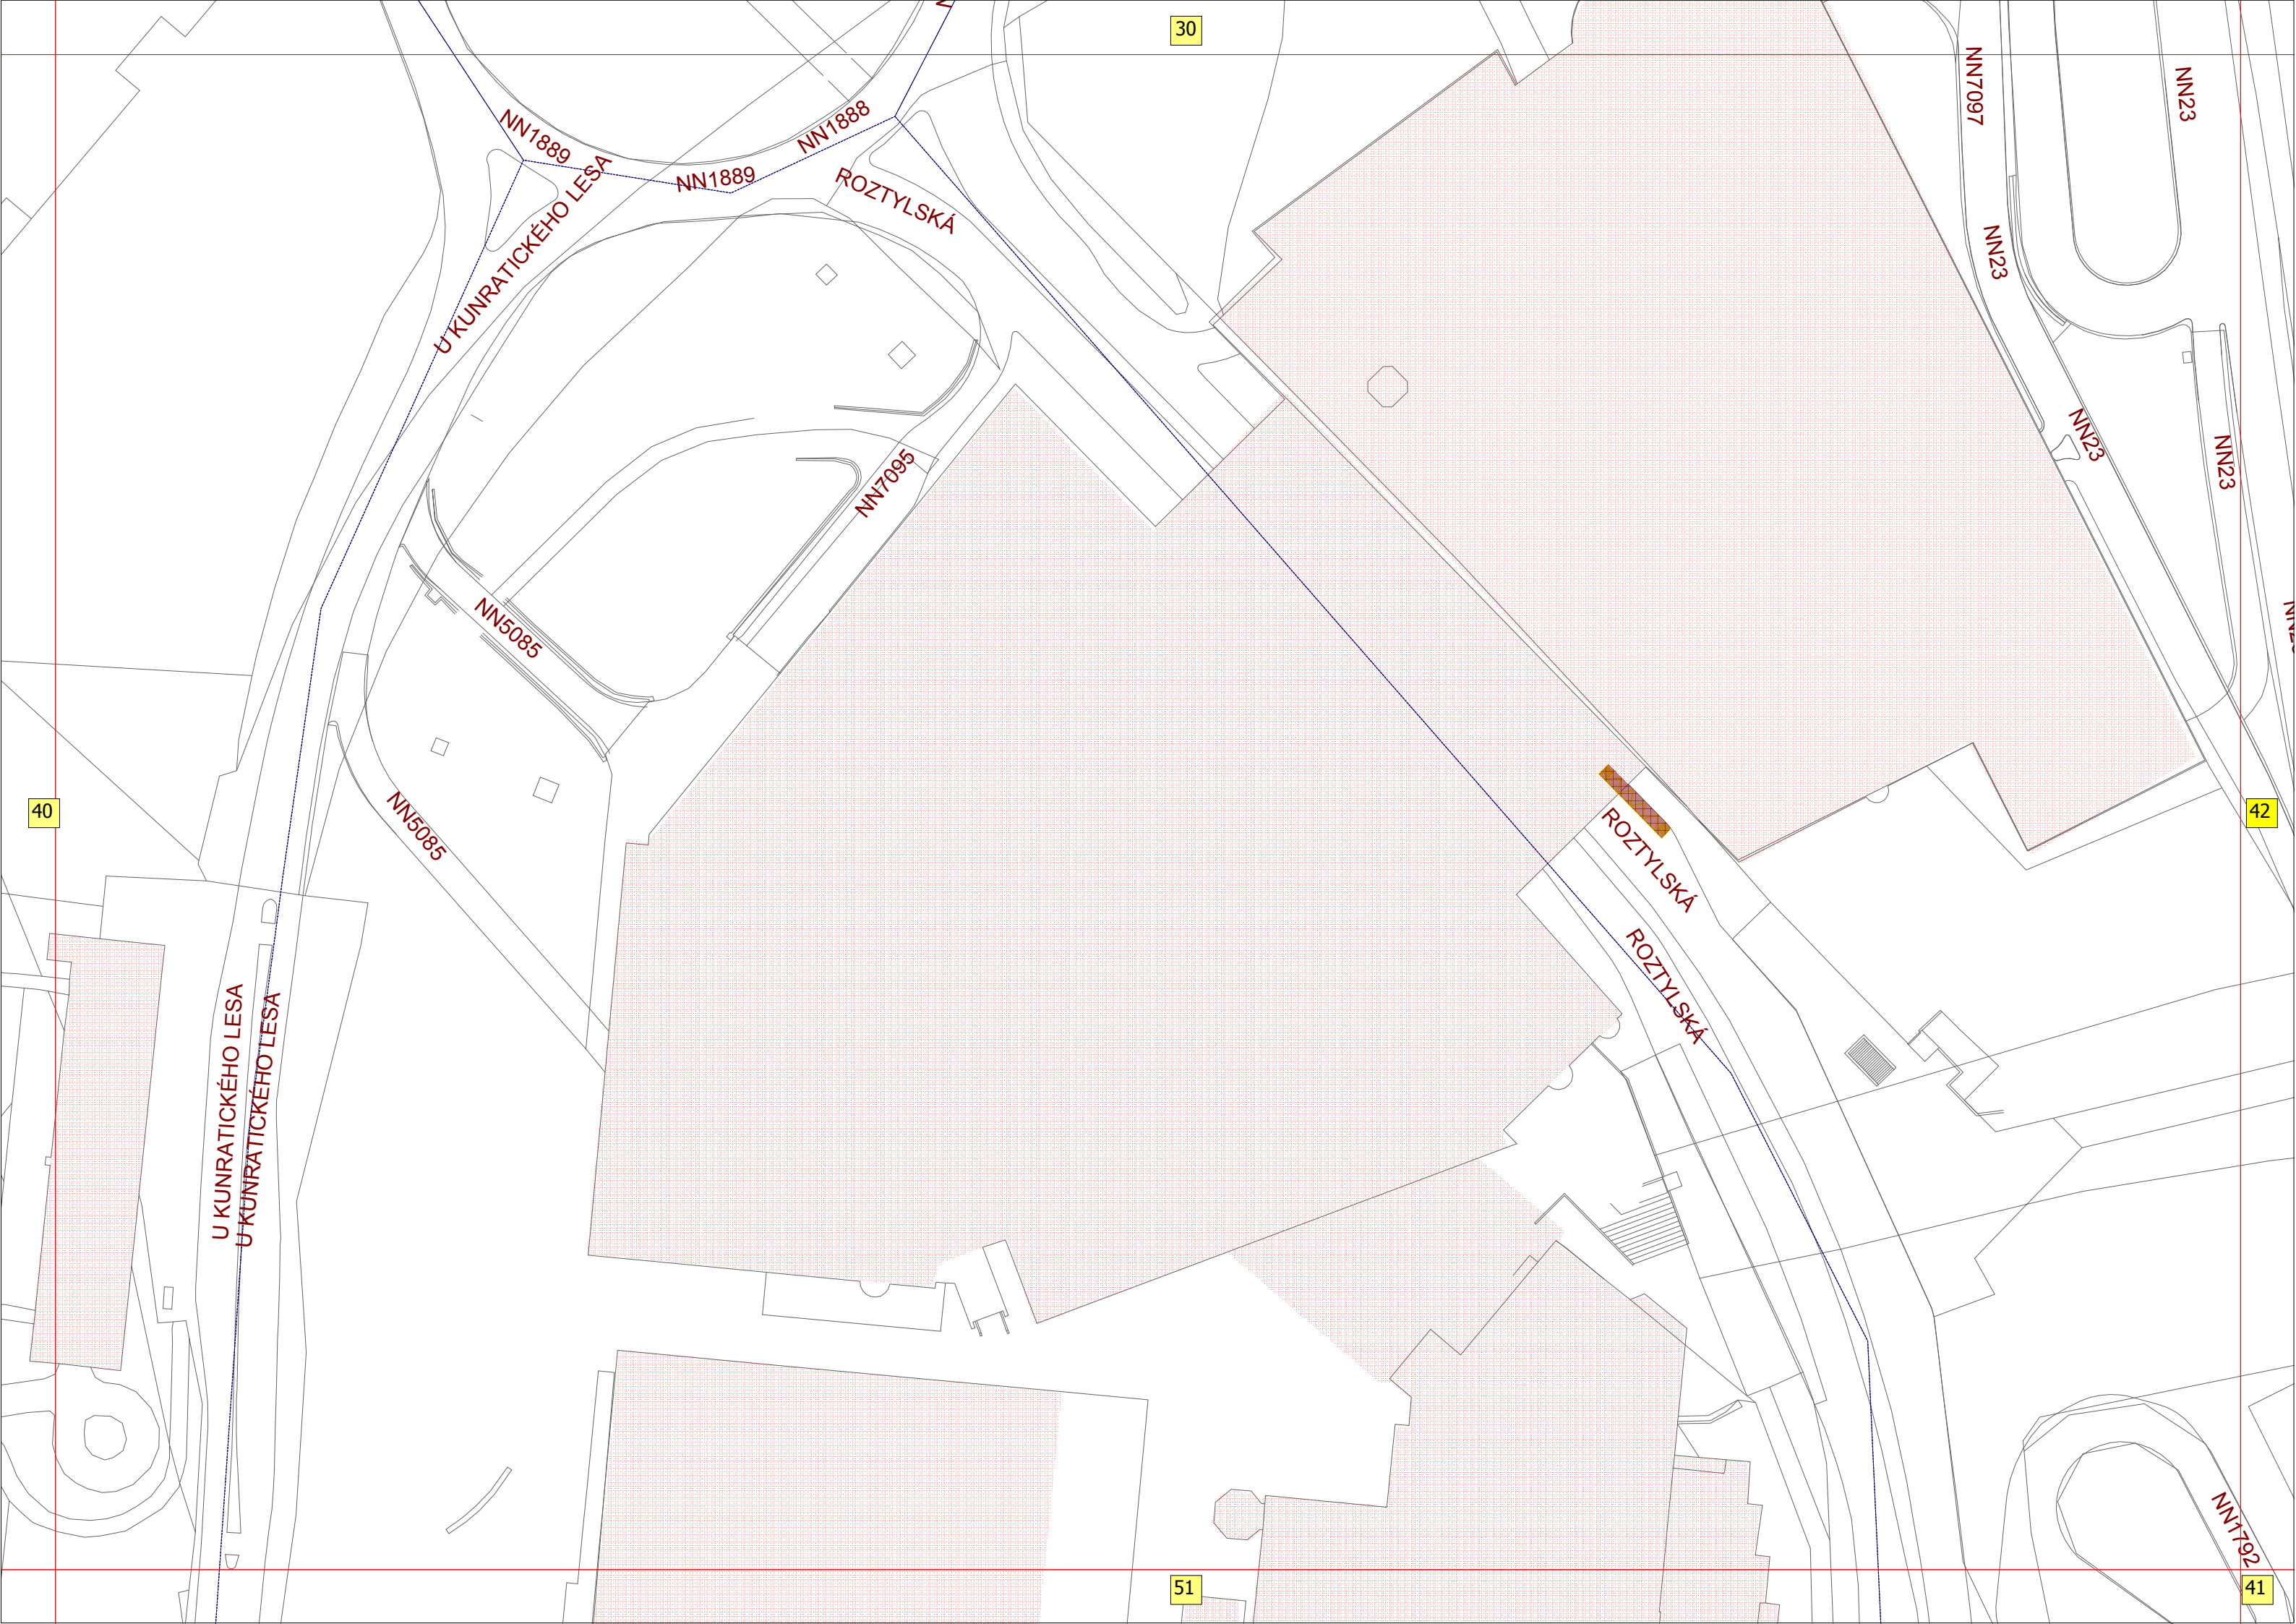 30
NN7097
NN23
NN1889
NN1888
NN1889
U KUNRATICKÉHO LESA
ROZTYLSKÁ
NN23
NN23
NN23
NN7095
NN5085
NN5085
40
42
ROZTYLSKÁ
ROZTYLSKÁ
U KUNRATICKÉHO LESA
U KUNRATICKÉHO LESA
NN1792
51
41